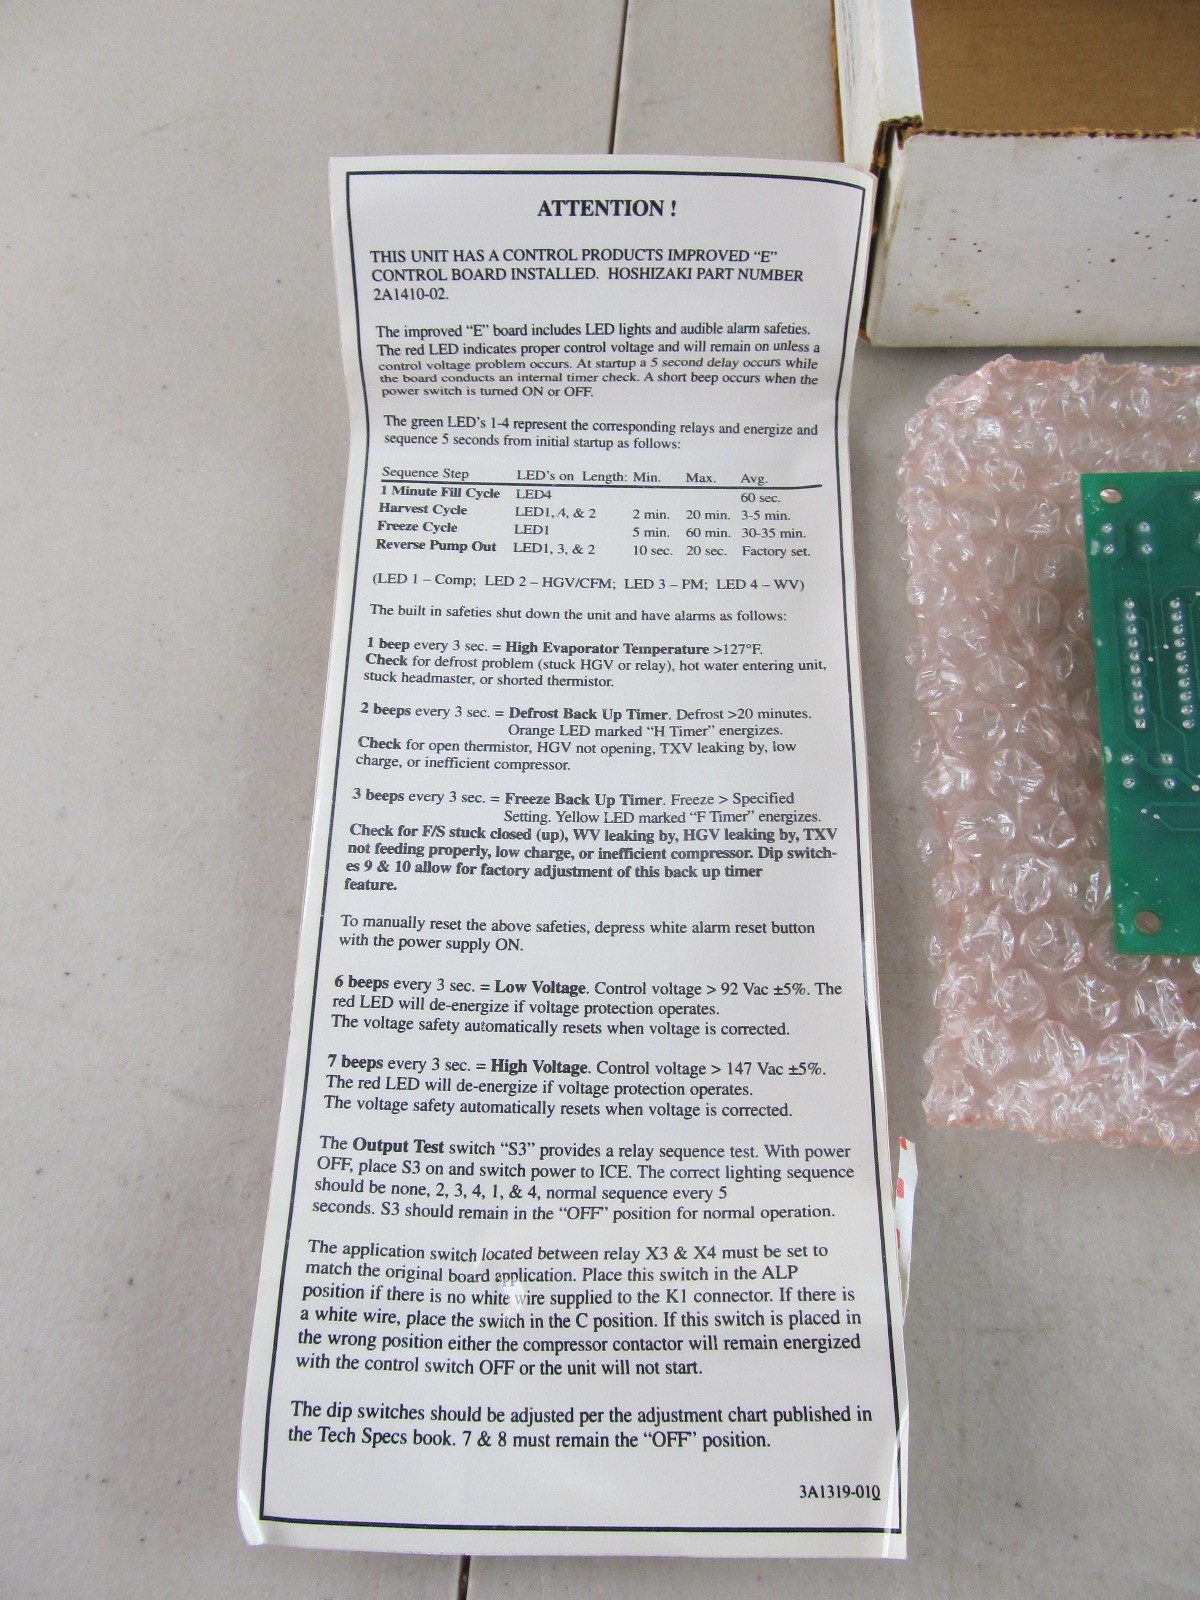 ATTENTION !
THIS UNIT HAS A CONTROL PRODUCTS IMPROVED “E”
CONTROL BOARD INSTALLED. HOSHIZAKI PART NUMBER
2A1410-02.
The improved “E” board includes LED lights and audible alarm safeties.
The red LED indicates proper control voltage and will remain on unless a
control voltage problem occurs. At startup a 5 second delay occurs while
the board conducts an internal timer check. A short beep occurs when the
power switch is turned ON or OFF.
The green LED’s 1-4 represent the corresponding relays and energize and
sequence 5 seconds from initial startup as follows:
Sequence Step LED’s on Length: Min. Max. Avg.
1 Minute Fill Cycle LED4 60 sec.
Harvest Cycle LED1, 4, & 2 2 min. 20 min. 3-5 min.
Freeze Cycle LED1 5 min. 60 min. 30-35 min.
Reverse Pump Out LED1, 3, & 2 10 sec. 20 sec. Factory set.
(LED 1 – Comp; LED 2 – HGV/CFM; LED 3 – PM; LED 4 – WV)
The built in safeties shut down the unit and have alarms as follows:
1 beep every 3 sec. = High Evaporator Temperature >127°F.
Check for defrost problem (stuck HGV or relay), hot water entering unit,
stuck headmaster, or shorted thermistor.
2 beeps every 3 sec. = Defrost Back Up Timer. Defrost >20 minutes.
Orange LED marked “H Timer” energizes.
Check for open thermistor, HGV not opening, TXV leaking by, low
charge, or inefficient compressor.
3 beeps every 3 sec. = Freeze Back Up Timer. Freeze > Specified
Setting. Yellow LED marked “F Timer” energizes.
Check for F/S stuck closed (up), WV leaking by, HGV leaking by, TXV
not feeding properly, low charge, or inefficient compressor. Dip switch-
es 9 & 10 allow for factory adjustment of this back up timer
feature.
To manually reset the above safeties, depress white alarm reset button
with the power supply ON.
6 beeps every 3 sec. = Low Voltage. Control voltage > 92 Vac ±5%. The
red LED will de-energize if voltage protection operates.
The voltage safety automatically resets when voltage is corrected.
7 beeps every 3 sec. = High Voltage. Control voltage > 147 Vac ±5%.
The red LED will de-energize if voltage protection operates.
The voltage safety automatically resets when voltage is corrected.
The Output Test switch “S3” provides a relay sequence test. With power
OFF, place S3 on and switch power to ICE. The correct lighting sequence
should be none, 2, 3, 4, 1, & 4, normal sequence every 5
seconds. S3 should remain in the “OFF” position for normal operation.
The application switch located between relay X3 & X4 must be set to
match the original board application. Place this switch in the ALP
position if there is no white wire supplied to the K1 connector. If there is
a white wire, place the switch in the C position. If this switch is placed in
the wrong position either the compressor contactor will remain energized
with the control switch OFF or the unit will not start.
The dip switches should be adjusted per the adjustment chart published in
the Tech Specs book. 7 & 8 must remain the “OFF” position.
3A1319-010